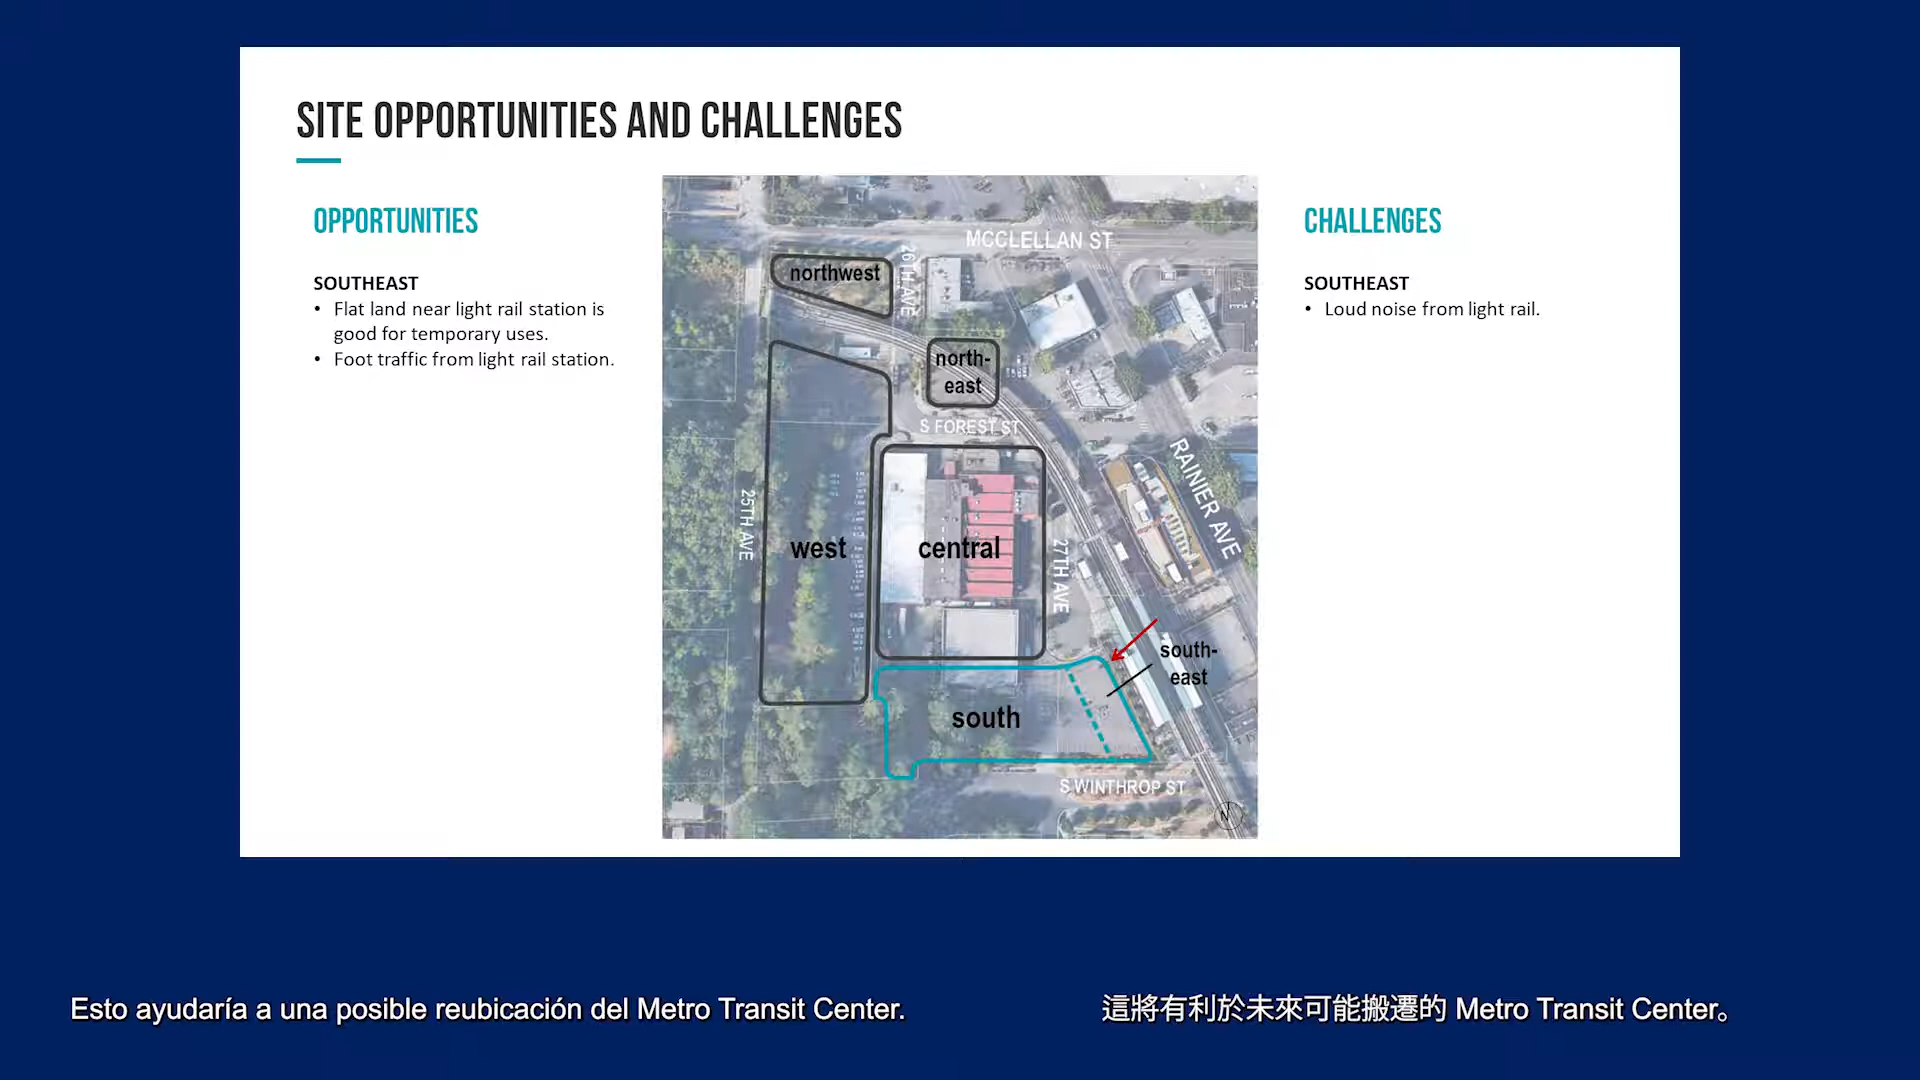 SITE OPPORTUNITIES AND CHALLENGES
OPPORTUNITIES
SOUTHEAST
• Flat land near light rail station is
good for temporary uses.
• Foot traffic from light rail station.
MCCLELLAN ST
26TH AVE
northwest
north-
east
S FOREST ST
RAINIER AVE
25TH AVE
west
central
27TH AVE
south-
east
south
S WINTHROP ST
N
CHALLENGES
SOUTHEAST
• Loud noise from light rail.
Esto ayudaría a una posible reubicación del Metro Transit Center.
這將有利於未來可能搬遷的 Metro Transit Center。